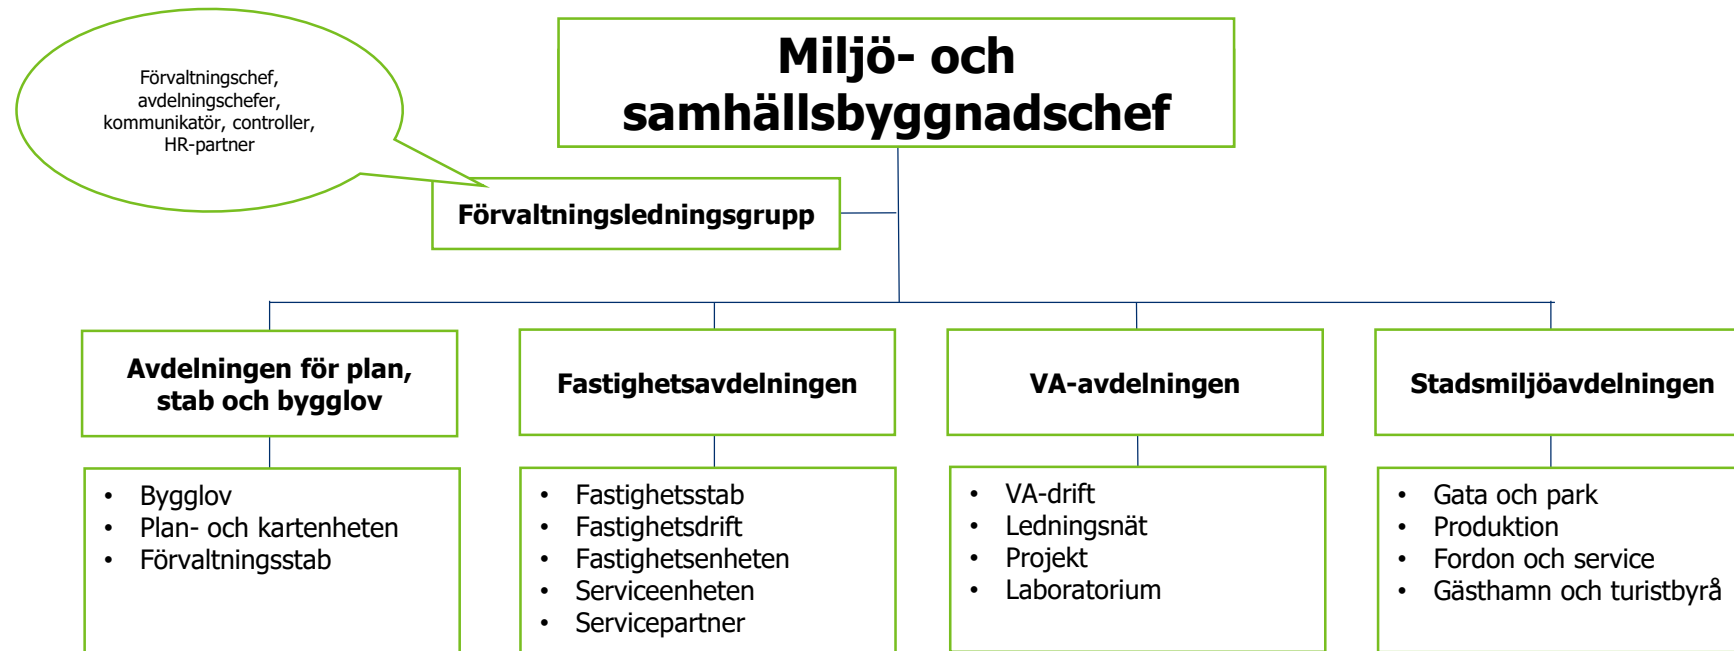 Förvaltningschef,
avdelningschefer,
kommunikatör, controller,
HR-partner
Miljö- och
samhällsbyggnadschef
Förvaltningsledningsgrupp
Avdelningen för plan,
stab och bygglov
• Bygglov
• Plan- och kartenheten
• Förvaltningsstab
Fastighetsavdelningen
• Fastighetsstab
• Fastighetsdrift
• Fastighetsenheten
• Serviceenheten
• Servicepartner
VA-avdelningen
• VA-drift
• Ledningsnät
• Projekt
• Laboratorium
Stadsmiljöavdelningen
• Gata och park
• Produktion
• Fordon och service
• Gästhamn och turistbyrå